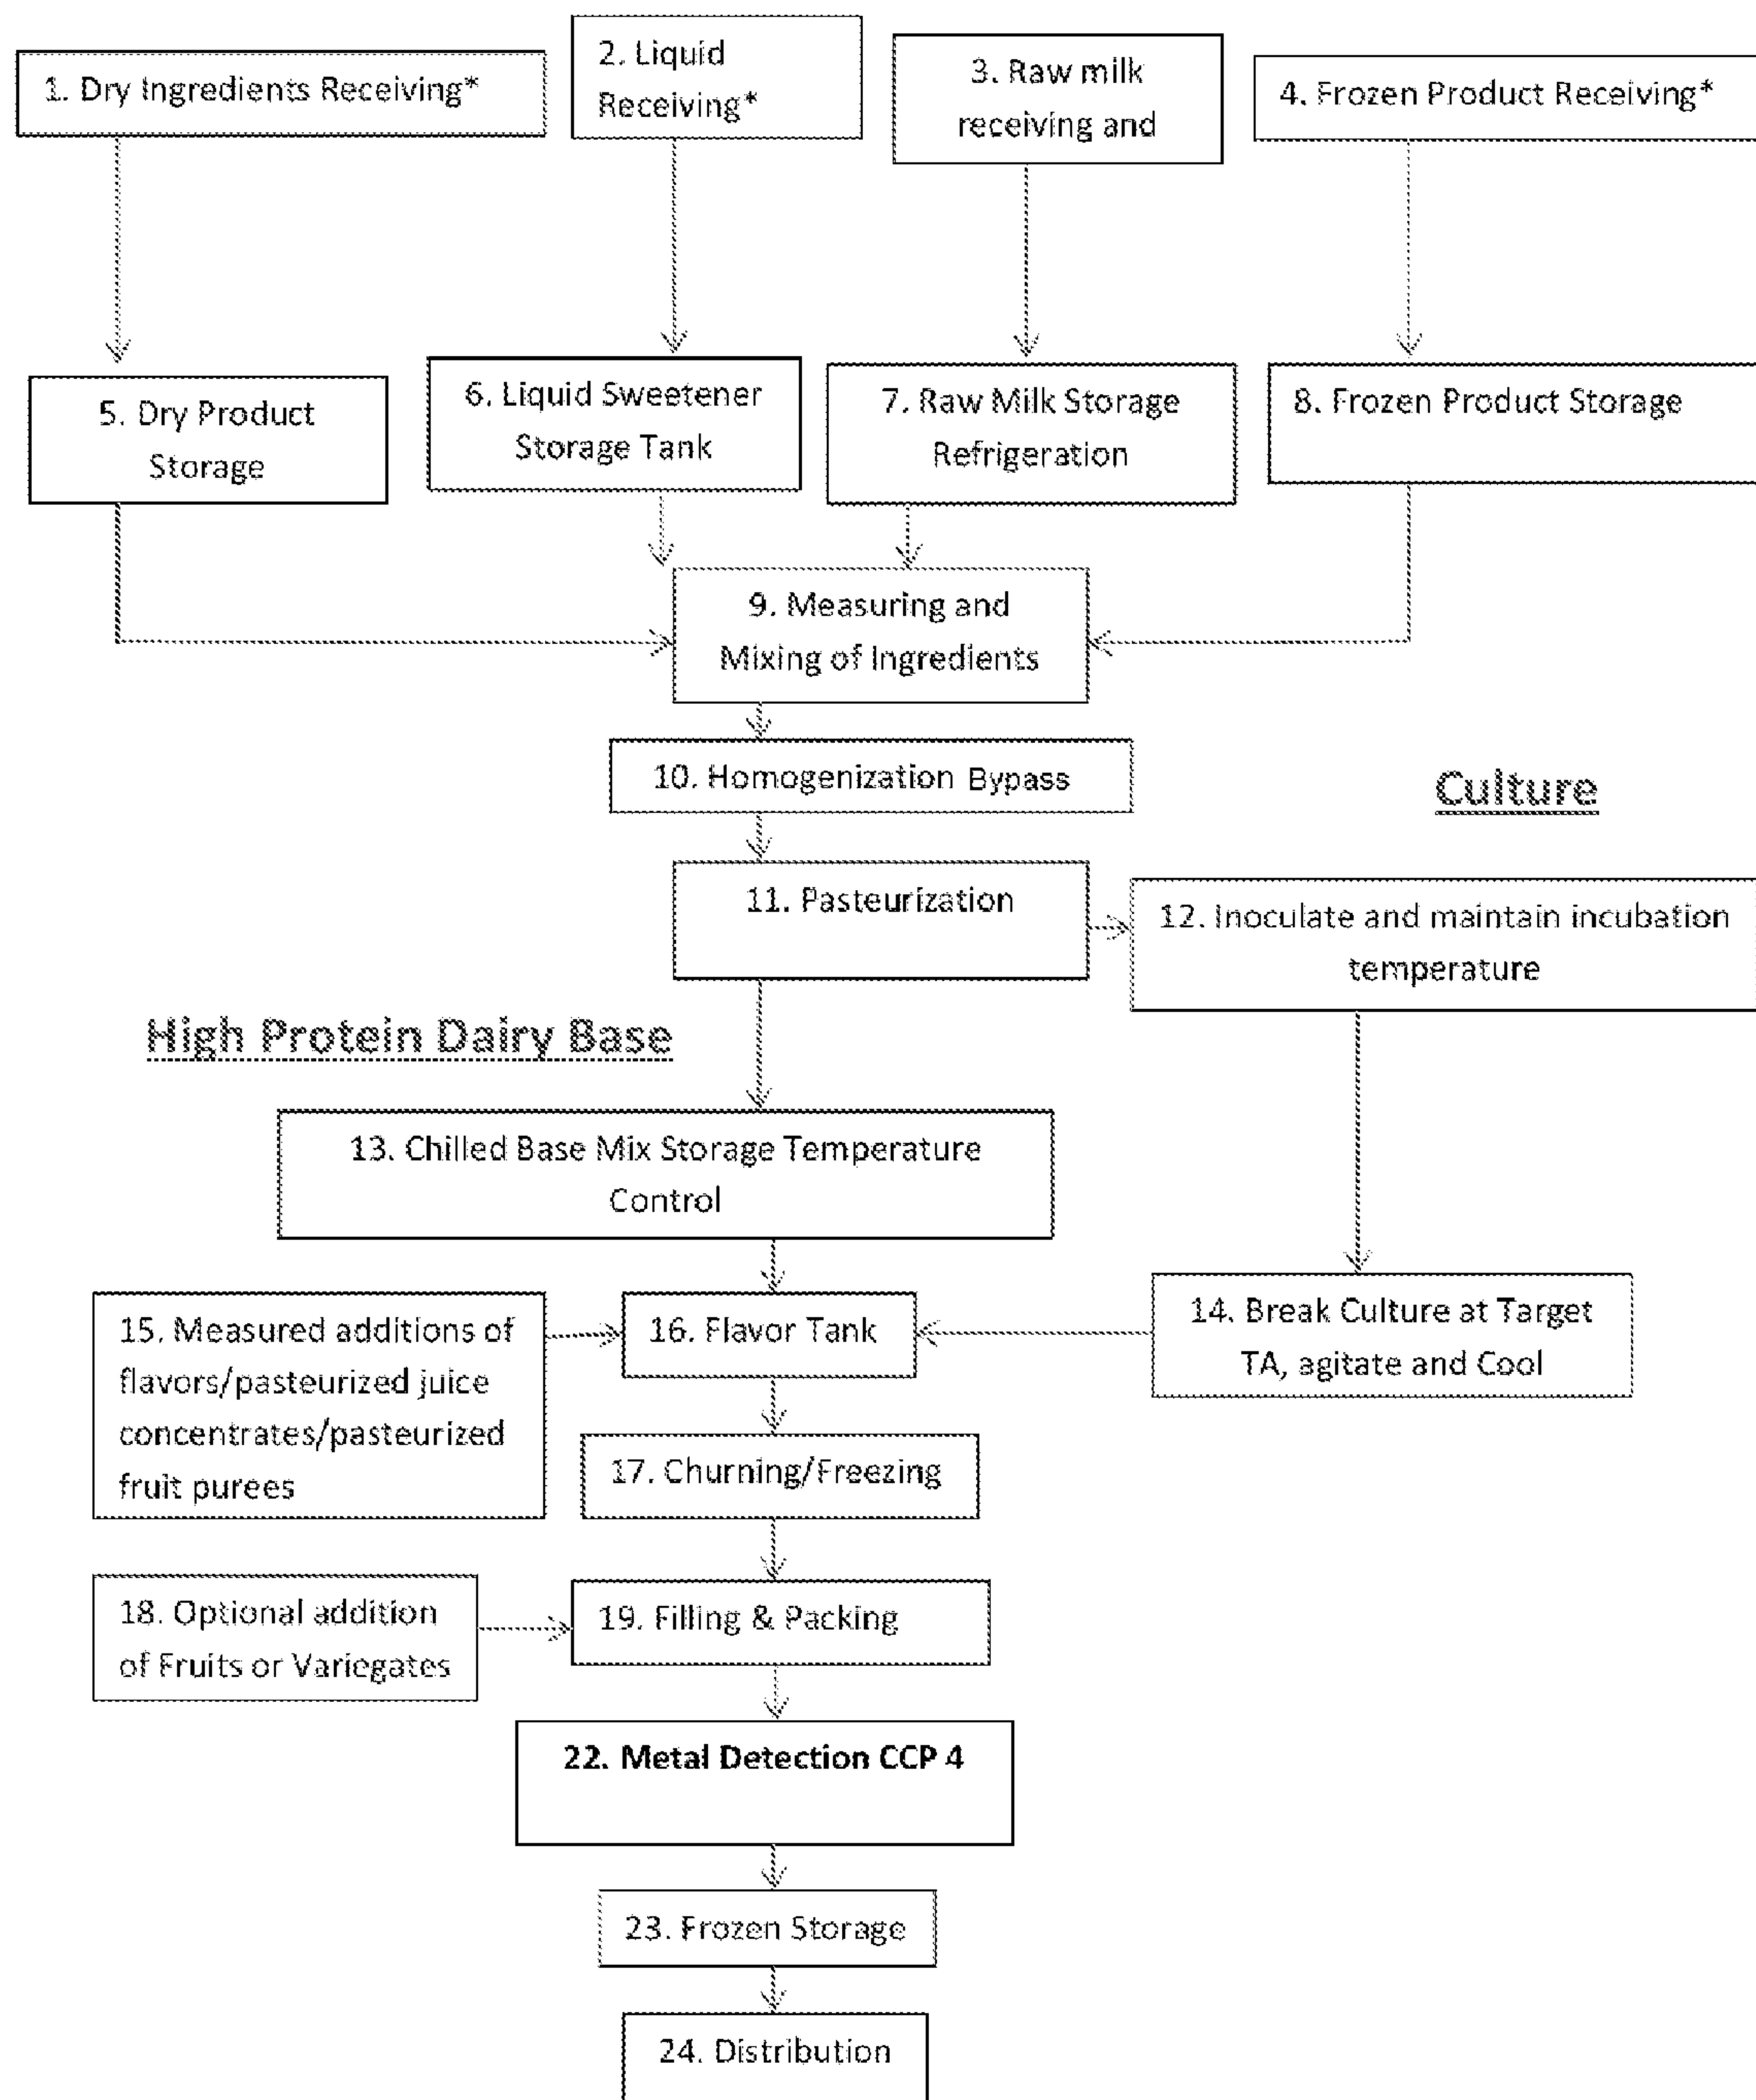 1. Dry Ingredients Receiving*
2. Liquid
Receiving*
3. Raw milk
receiving and
4. Frozen Product Receiving*
5. Dry Product
Storage
6. Liquid Sweetener
Storage Tank
7. Raw Milk Storage
Refrigeration
8. Frozen Product Storage
9. Measuring and
Mixing of Ingredients
10. Homogenization Bypass
Culture
11. Pasteurization
12. Inoculate and maintain incubation
temperature
High Protein Dairy Base
13. Chilled Base Mix Storage Temperature
Control
14. Break Culture at Target
TA, agitate and Cool
15. Measured additions of
flavors/pasteurized juice
concentrates/pasteurized
fruit purees
16. Flavor Tank
17. Churning/Freezing
18. Optional addition
of Fruits or Variegates
19. Filling & Packing
22. Metal Detection CCP 4
23. Frozen Storage
24. Distribution